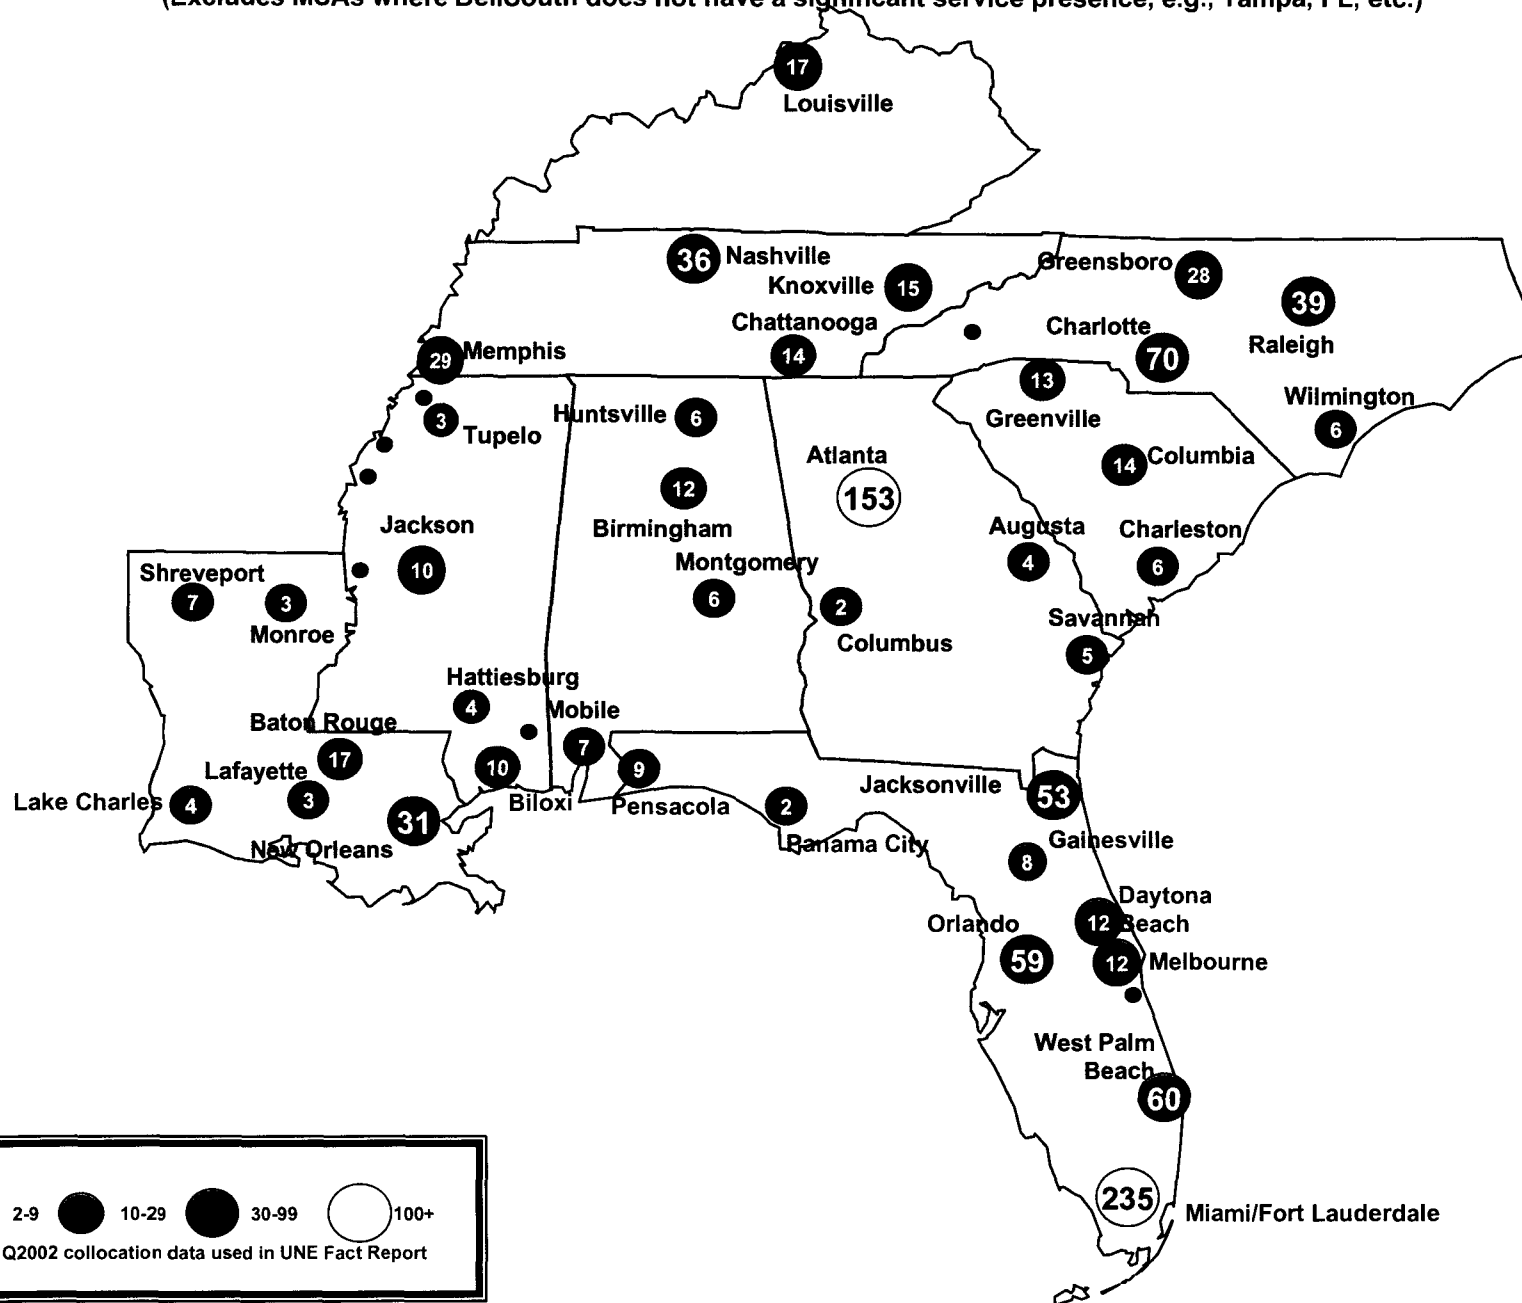 (Excludes MSAs where BellSouth does not have a significant service presence, e.g., Tampa, FL, etc.)
17
Louisville
36 Nashville
Knoxville 15
Greensboro 28
39
Raleigh
Chattanooga
14
Charlotte
70
29 Memphis
13
Greenville
Wilmington
6
3
Tupelo
Huntsville 6
Atlanta
153
14 Columbia
12
Birmingham
Jackson
10
Augusta
4
Charleston
6
Montgomery
6
Shreveport
7
3
Monroe
2
Columbus
Savannah
5
Hattiesburg
4
Mobile
7
Baton Rouge
17
10
Biloxi
9
Pensacola
Lafayette
3
Lake Charles 4
31
New Orleans
2
Panama City
Jacksonville
53
Gainesville
8
Daytona
12 Beach
Orlando
59
12 Melbourne
West Palm
Beach
60
235
Miami/Fort Lauderdale
2-9 10-29 30-99 100+
Q2002 collocation data used in UNE Fact Report